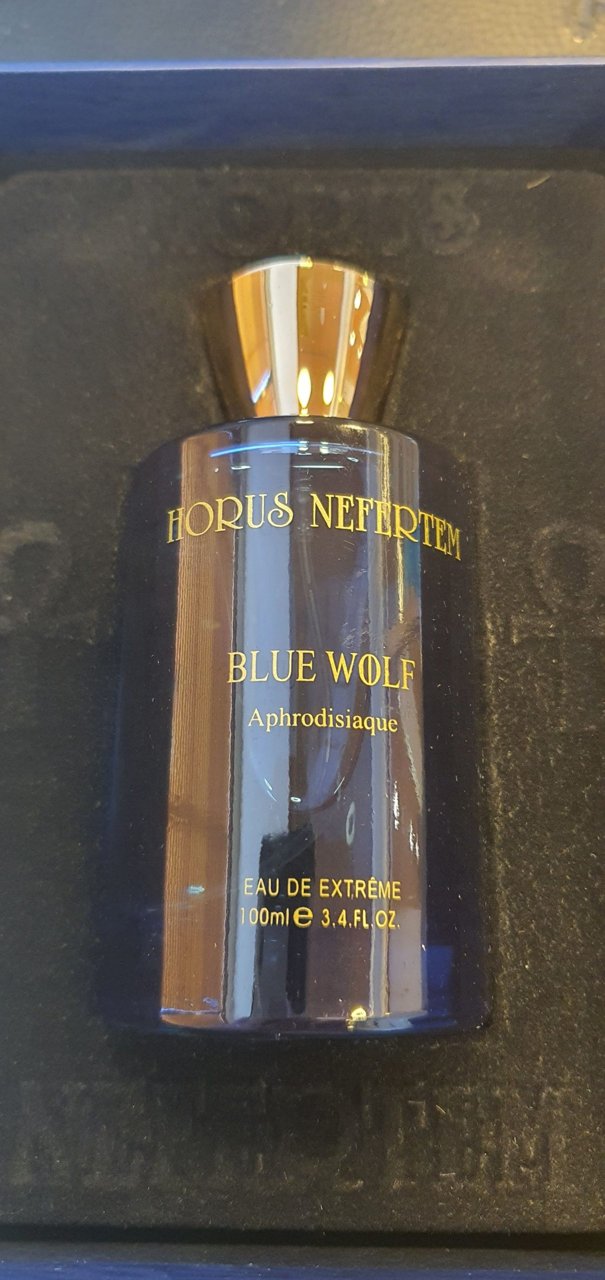 HORUS NEFERTEM
BLUE WOLF
Aphrodisiaque
EAU DE EXTRÊME
100ml e 3.4.FL.OZ.